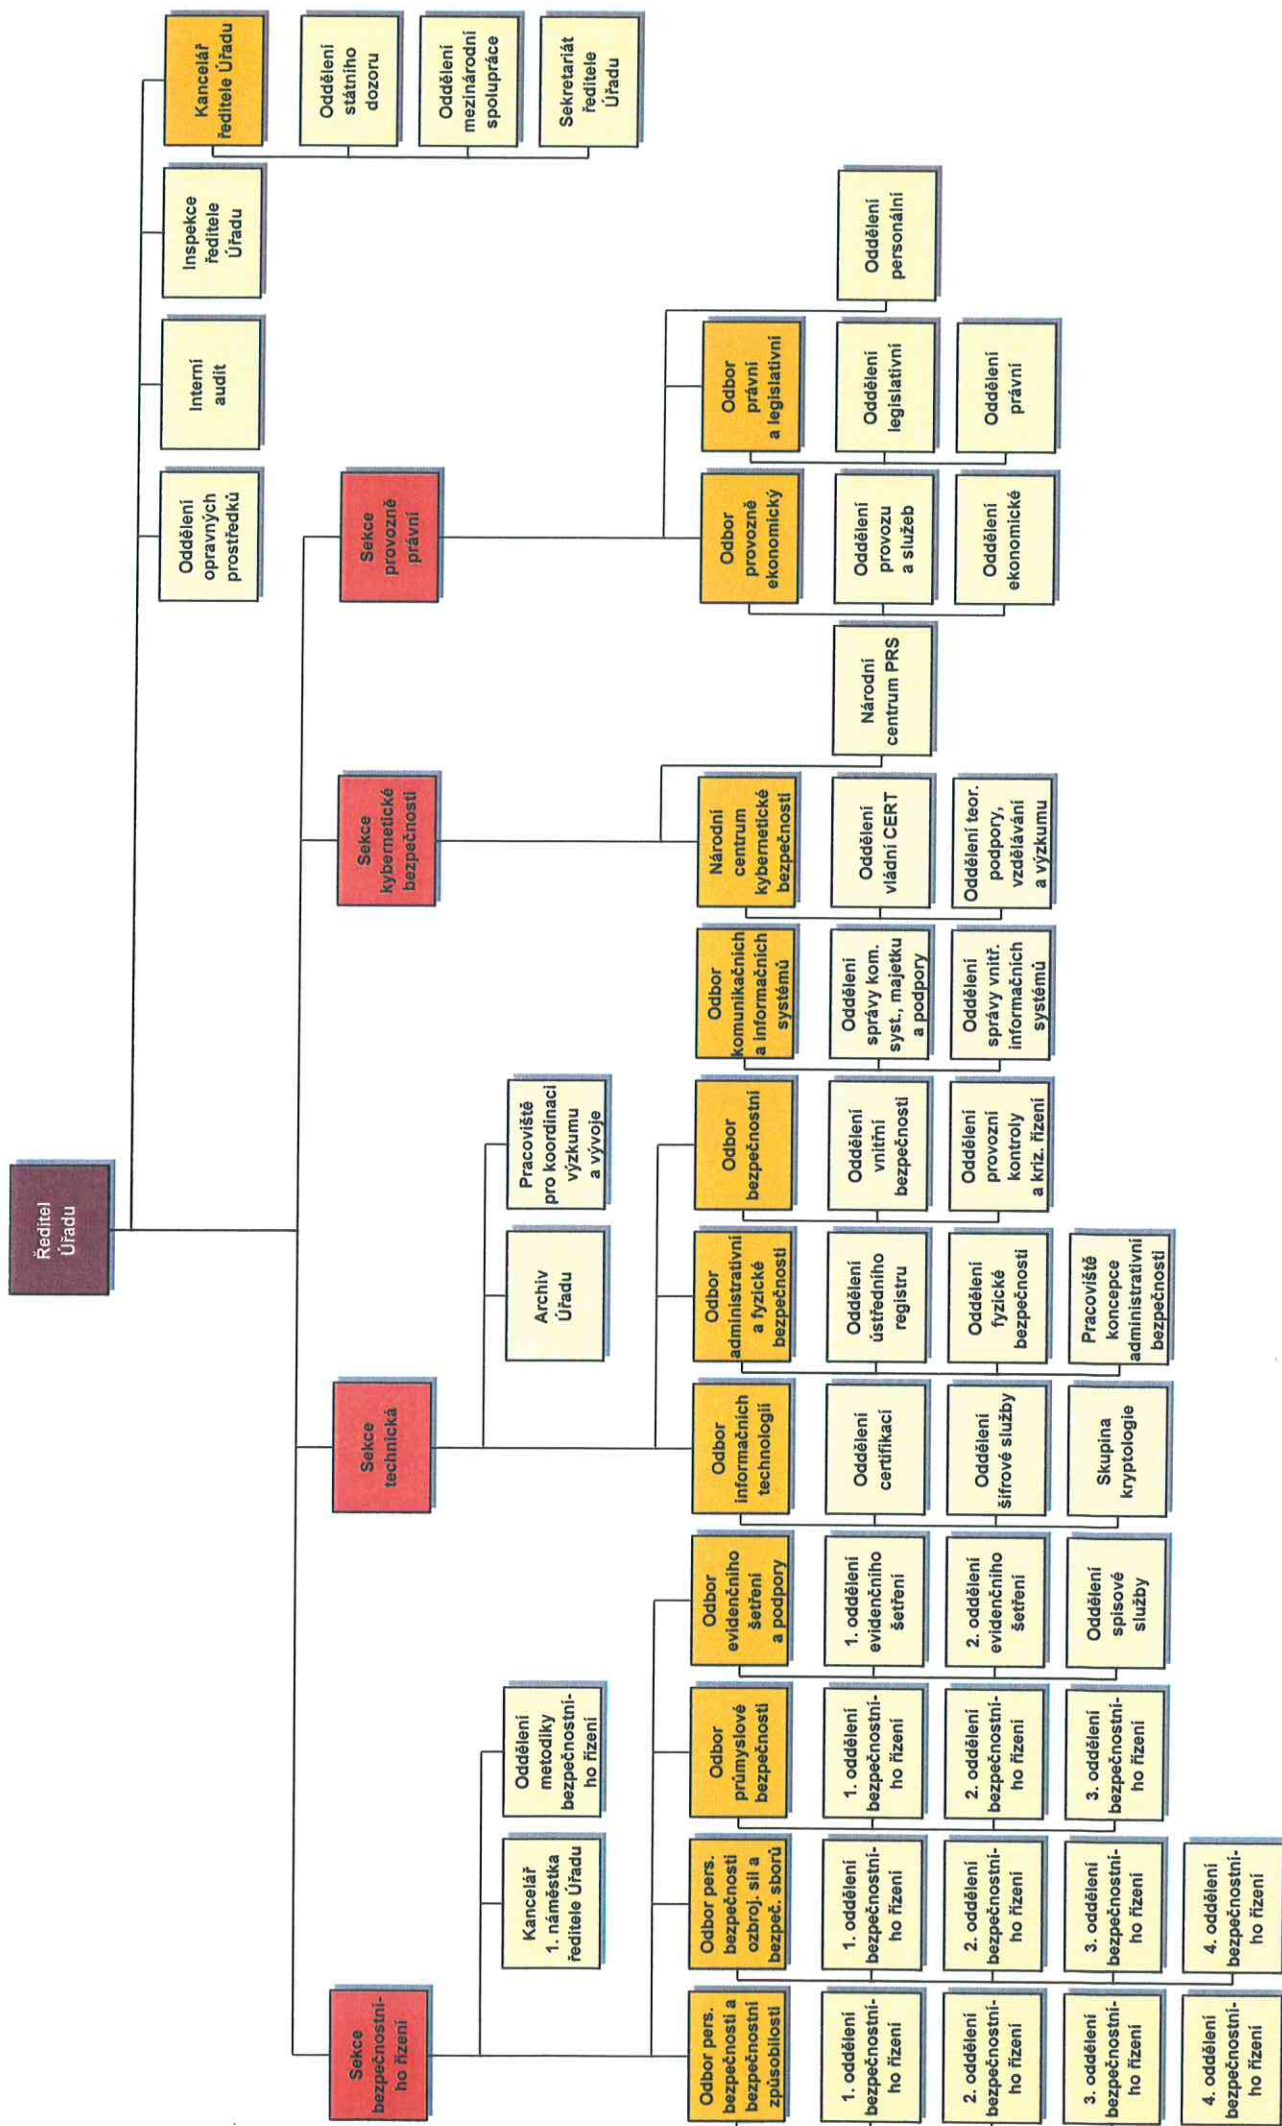 Ředitel
Úřadu
Oddělení
opravných
prostředků
Interní
audit
Inspekce
ředitele
Úřadu
Kancelář
ředitele Úřadu
Oddělení
státního
dozoru
Oddělení
mezinárodní
spolupráce
Sekretariát
ředitele
Úřadu
Sekce
bezpečnostní-
ho řízení
Sekce
technická
Sekce
kybernetické
bezpečnosti
Sekce
provozně
právní
Kancelář
1. náměstka
ředitele Úřadu
Oddělení
metodiky
bezpečnostní-
ho řízení
Archiv
Úřadu
Pracoviště
pro koordinaci
výzkumu
a vývoje
Odbor pers.
bezpečnosti a
bezpečnostní
způsobilosti
1. oddělení
bezpečnostní-
ho řízení
2. oddělení
bezpečnostní-
ho řízení
3. oddělení
bezpečnostní-
ho řízení
4. oddělení
bezpečnostní-
ho řízení
Odbor pers.
bezpečnosti
ozbroj. sil a
bezpeč. sborů
1. oddělení
bezpečnostní-
ho řízení
2. oddělení
bezpečnostní-
ho řízení
3. oddělení
bezpečnostní-
ho řízení
4. oddělení
bezpečnostní-
ho řízení
Odbor
průmyslové
bezpečnosti
1. oddělení
bezpečnostní-
ho řízení
2. oddělení
bezpečnostní-
ho řízení
3. oddělení
bezpečnostní-
ho řízení
Odbor
evidenčního
šetření
a podpory
1. oddělení
evidenčního
šetření
2. oddělení
evidenčního
šetření
Oddělení
spisové
služby
Odbor
informačních
technologií
Oddělení
certifikací
Oddělení
šifrové služby
Skupina
kryptologie
Odbor
administrativní
a fyzické
bezpečnosti
Oddělení
ústředního
registru
Oddělení
fyzické
bezpečnosti
Pracoviště
koncepce
administrativní
bezpečnosti
Odbor
bezpečnostní
Oddělení
vnitřní
bezpečnosti
Oddělení
provozní
kontroly
a kriz. řízení
Odbor
komunikačních
a informačních
systémů
Oddělení
správy kom.
syst., majetku
a podpory
Oddělení
správy vnitř.
informačních
systémů
Národní
centrum
kybernetické
bezpečnosti
Oddělení
vládní CERT
Oddělení teor.
podpory,
vzdělávání
a výzkumu
Národní
centrum PRS
Odbor
provozně
ekonomický
Oddělení
provozu
a služeb
Oddělení
ekonomické
Odbor
právní
a legislativní
Oddělení
legislativní
Oddělení
právní
Oddělení
personální